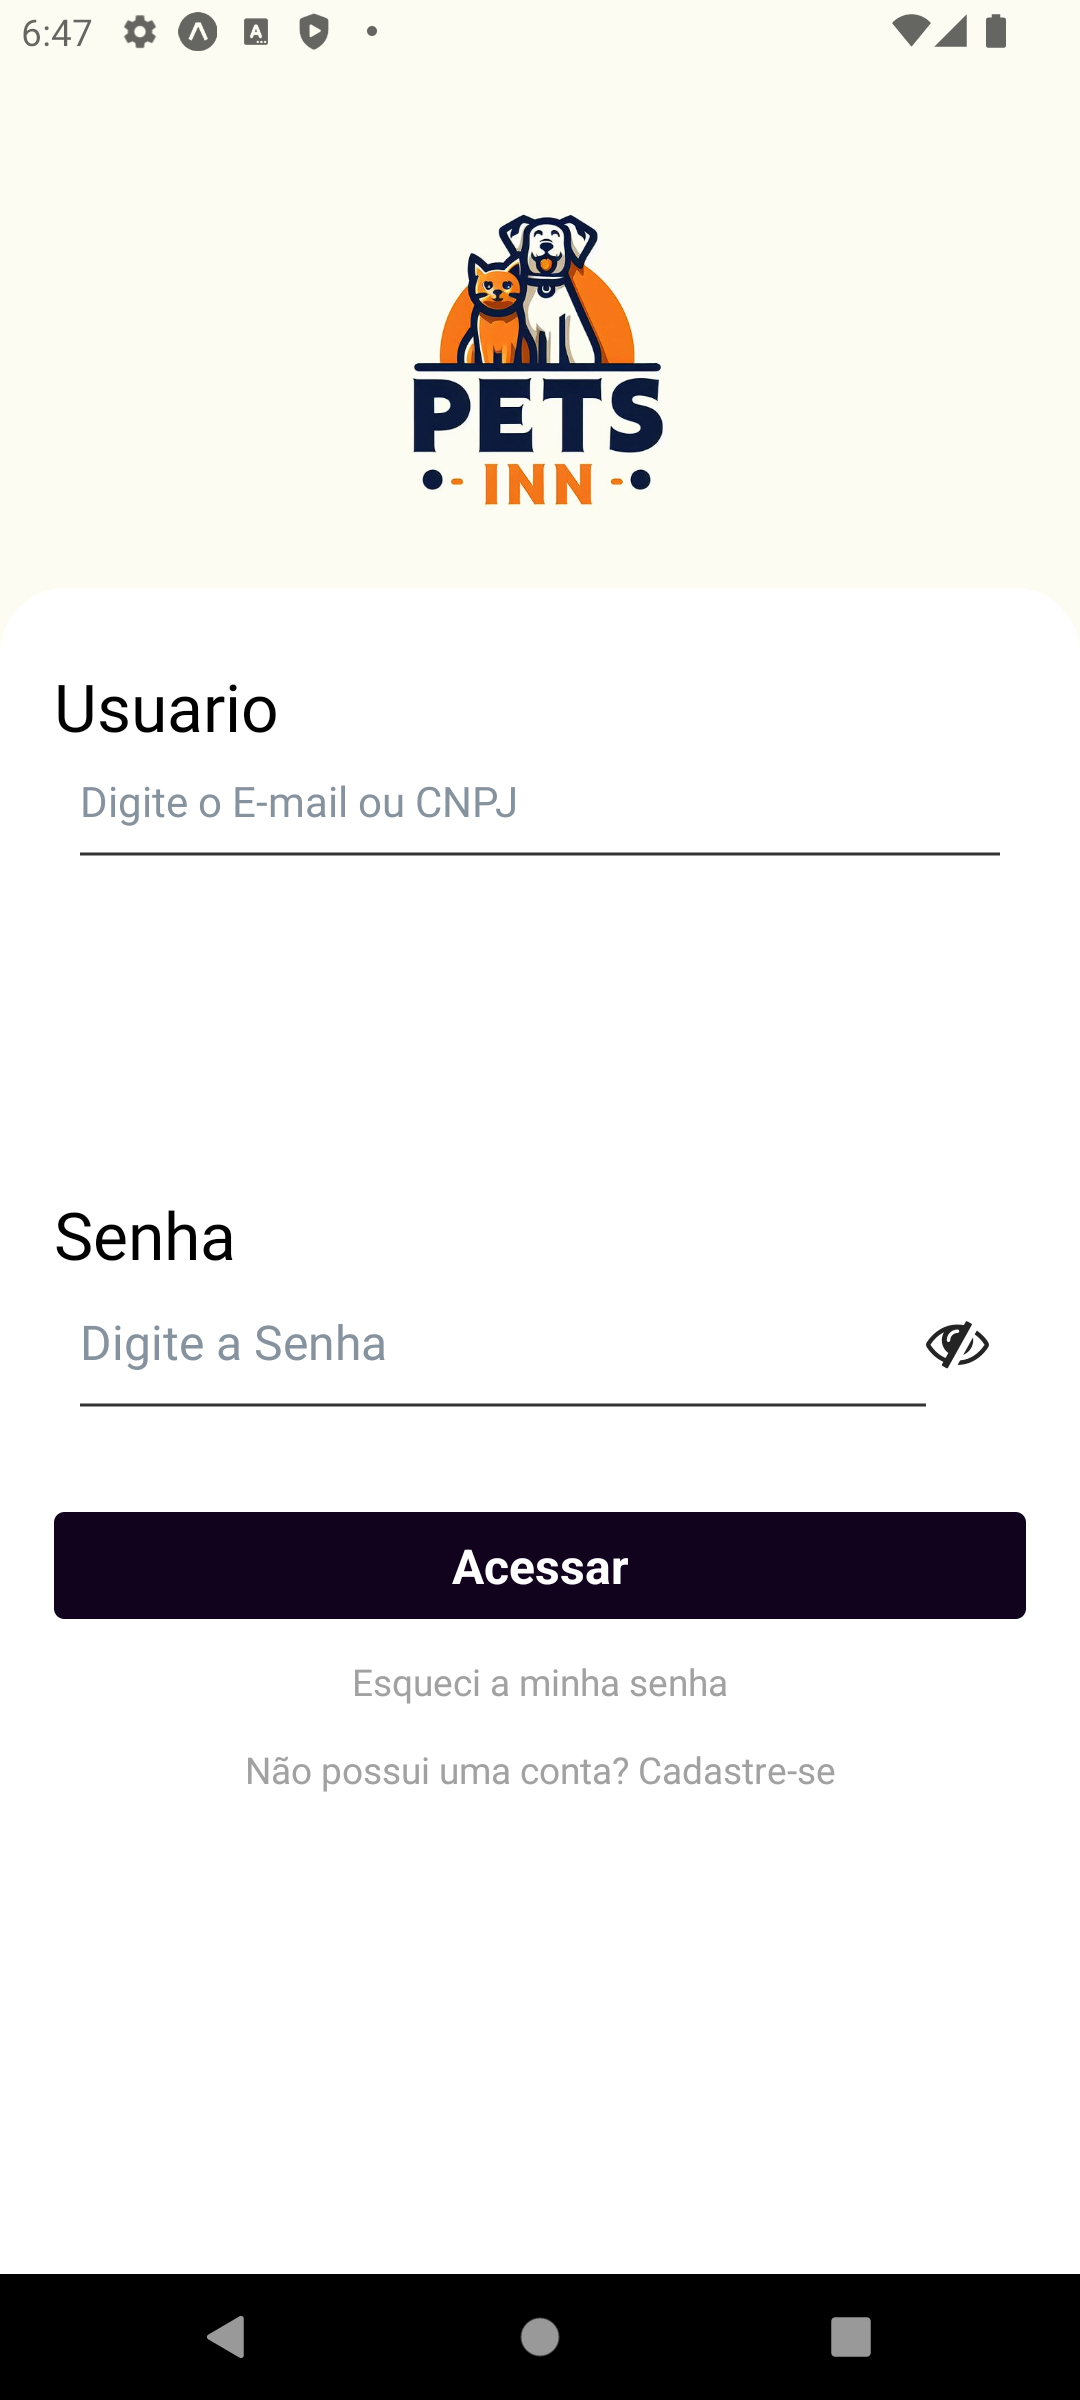 6:47
PETS
INN
Usuario
Digite o E-mail ou CNPJ
Senha
Digite a Senha
Acessar
Esqueci a minha senha
Não possui uma conta? Cadastre-se